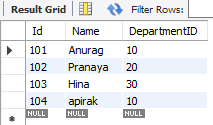 Result Grid Filter Rows:
Id Name DepartmentID
101 Anurag 10
102 Pranaya 20
103 Hina 30
104 apirak 10
NULL NULL NULL